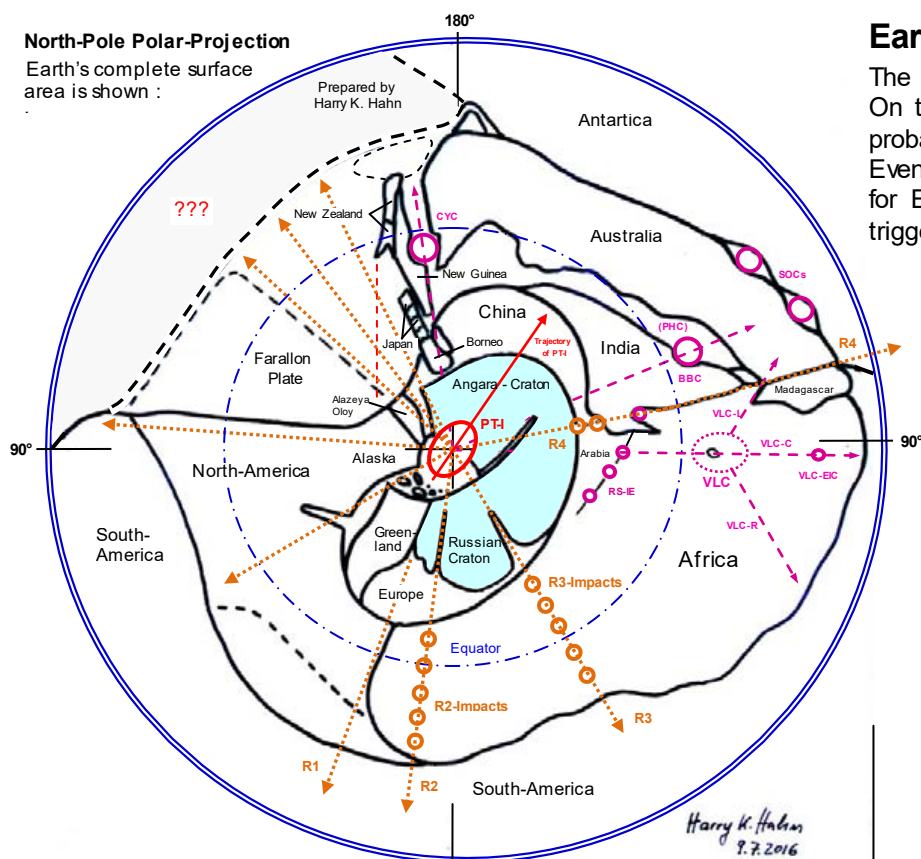 North-Pole Polar-Projection
Earth's complete surface
area is shown :
.
180°
Prepared by
Harry K. Hahn
Ear
The
On t
proba
Even
for E
trigge
Antartica
???
New Zealand
CYC
Australia
SOCs
New Guinea
China
(PHC)
Japan
Borneo
Trajectory
of PT-I
India
R4
Farallon
Plate
BBC
Angara - Craton
Madagascar
Alazeya
Oloy
VLC-L
PT-I
R4
90°
90°
Alaska
Arabia
VLC-C
North-America
VLC
VLC-EIC
RS-IE
South-
America
Green-
land
Russian
Craton
VLC-R
Africa
R3-Impacts
Europe
Equator
R2-Impacts
R3
R1
R2
South-America
Harry K. Hahn
9.7.2016